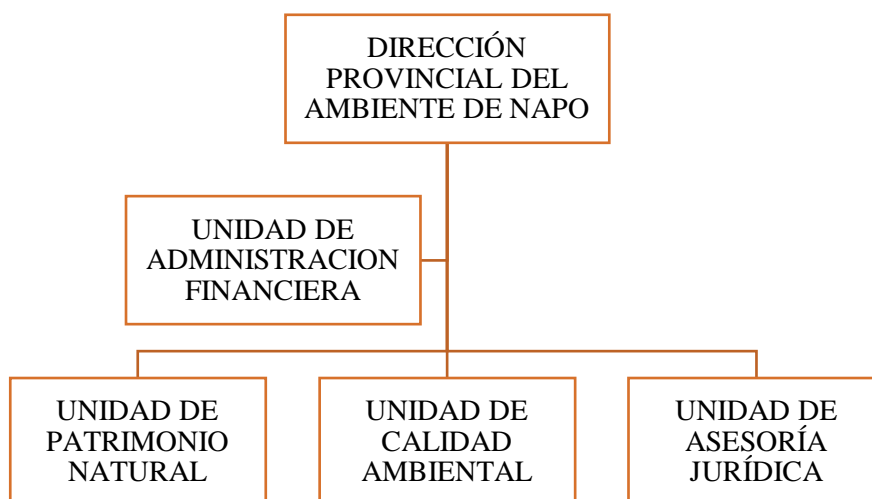 DIRECCIÓN
PROVINCIAL DEL
AMBIENTE DE NAPO
UNIDAD DE
ADMINISTRACION
FINANCIERA
UNIDAD DE
PATRIMONIO
NATURAL
UNIDAD DE
CALIDAD
AMBIENTAL
UNIDAD DE
ASESORÍA
JURÍDICA